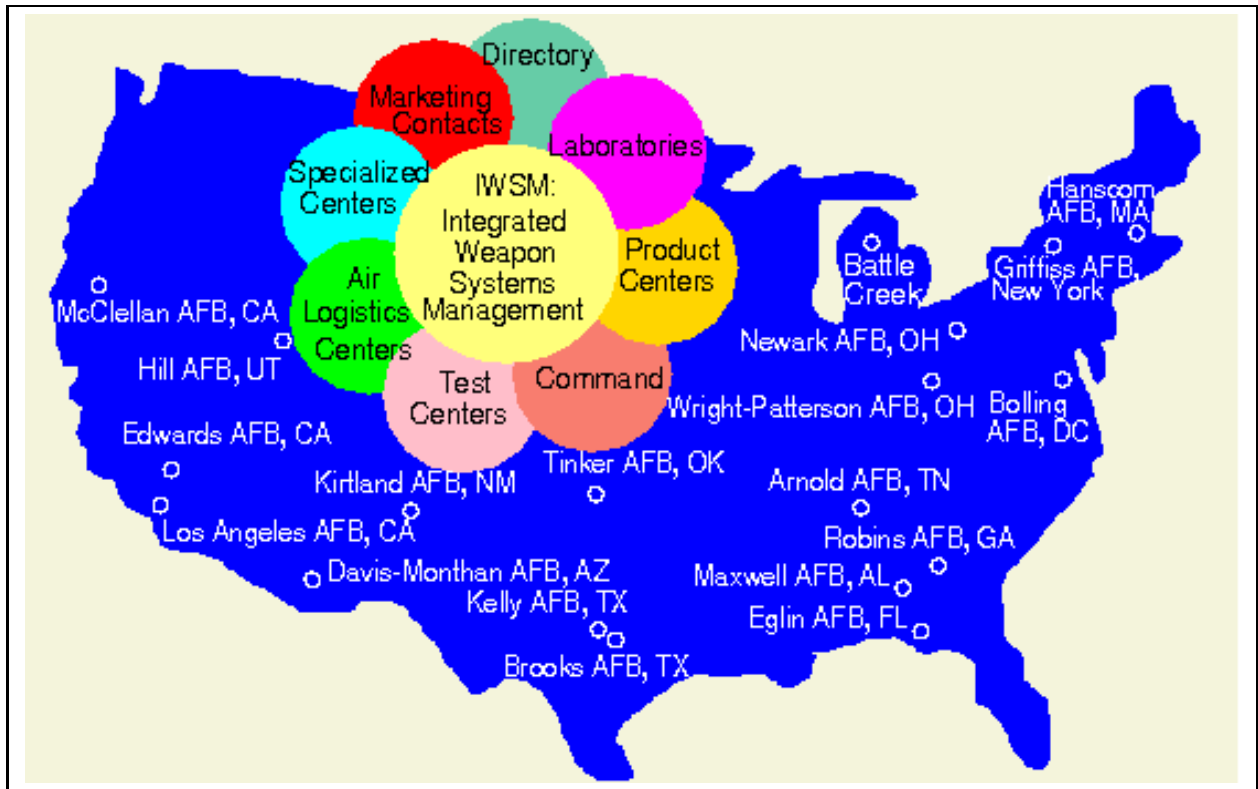 Directory
Marketing
Contacts
Laboratories
Specialized
Centers
IWSM:
Integrated
Weapon
Systems
Management
Product
Centers
Air
Logistics
Centers
Test
Centers
Command
Hanscom
AFB, MA
Battle
Creek
Griffiss AFB,
New York
McClellan AFB, CA
Hill AFB, UT
Newark AFB, OH
Wright-Patterson AFB, OH
Bolling
AFB, DC
Edwards AFB, CA
Kirtland AFB, NM
Tinker AFB, OK
Arnold AFB, TN
Los Angeles AFB, CA
Robins AFB, GA
Davis-Monthan AFB, AZ
Maxwell AFB, AL
Kelly AFB, TX
Eglin AFB, FL
Brooks AFB, TX